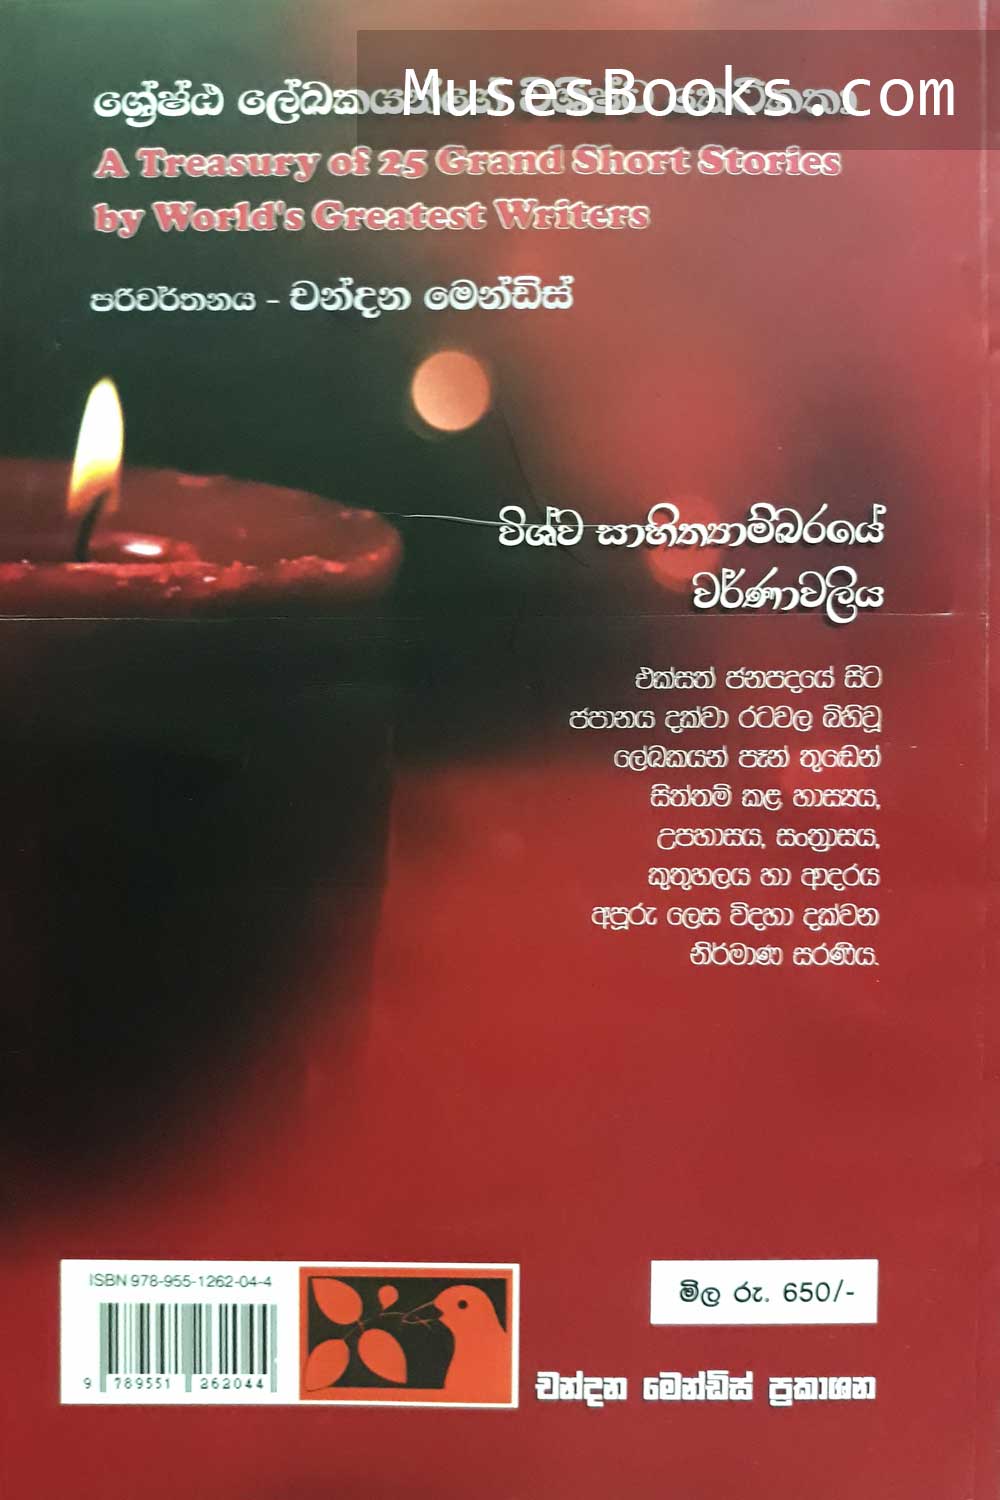 MusesBooks.com
ශ්‍රේෂ්ඨ ලේඛකයන්ගේ
A Treasury of 25 Grand Short Stories
by World's Greatest Writers
පරිවර්තනය - චන්දන මෙන්ඩිස්
විශ්ව සාහිත්‍යාම්බරයේ
වර්ණාවලිය
එක්සත් ජනපදයේ සිට
ජපානය දක්වා රටවල බිහිවූ
ලේඛකයන් පෑන් තුඩෙන්
සිත්තම් කළ හාස්‍යය,
උපහාසය, සංත්‍රාසය,
කුතුහලය හා ආදරය
අපූරු ලෙස විදහා දක්වන
නිර්මාණ සරණිය.
ISBN 978-955-1262-04-4
9 789551 262044
මිල රු. 650/-
චන්දන මෙන්ඩිස් ප්‍රකාශන